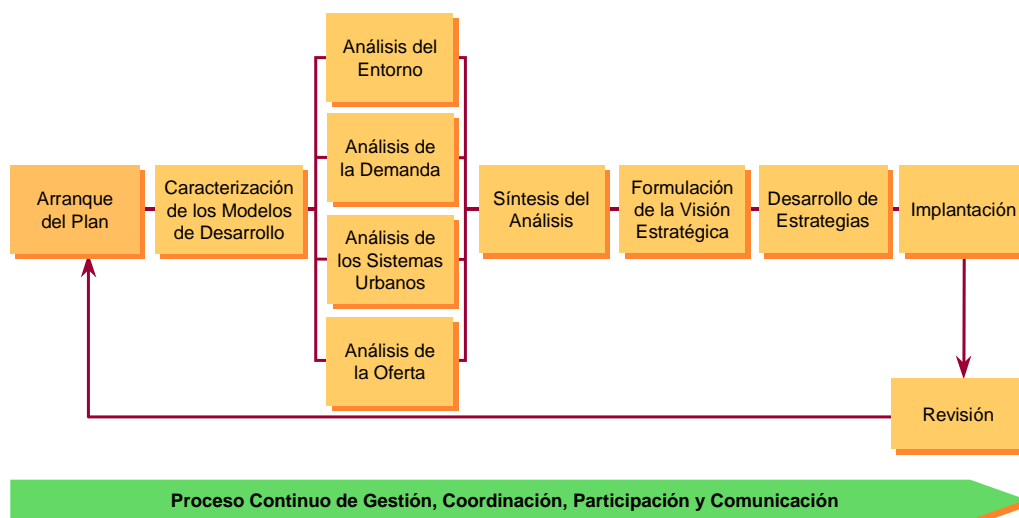 Arranque
del Plan
Caracterización
de los Modelos
de Desarrollo
Análisis del
Entorno
Análisis de
la Demanda
Análisis de
los Sistemas
Urbanos
Análisis de
la Oferta
Síntesis del
Análisis
Formulación
de la Visión
Estratégica
Desarrollo de
Estrategias
Implantación
Revisión
Proceso Continuo de Gestión, Coordinación, Participación y Comunicación